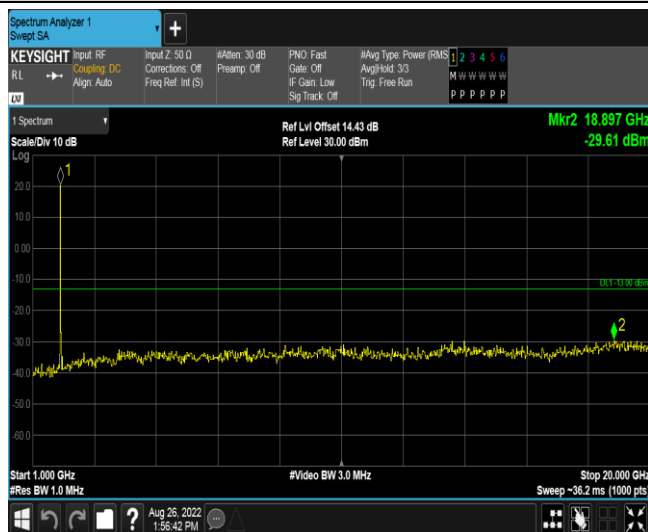 Spectrum Analyzer 1
Swept SA
KEYSIGHT Input: RF Input Z: 50 Ω #Atten: 30 dB PNO: Fast #Avg Type: Power (RMS 1 2 3 4 5 6
RL Coupling: DC Corrections: Off Preamp: Off Gate: Off Avg|Hold: 3/3 M W W W W W
Align: Auto Freq Ref: Int (S) IF Gain: Low Trig: Free Run
Sig Track: Off P P P P P P
LXI
1 Spectrum
Ref Lvl Offset 14.43 dB Mkr2 18.897 GHz
Scale/Div 10 dB Ref Level 30.00 dBm -29.61 dBm
Log
1
20.0
10.0
0.00
-10.0
DL1 -13.00 dBm
-20.0
2
-30.0
-40.0
-50.0
-60.0
Start 1.000 GHz #Video BW 3.0 MHz Stop 20.000 GHz
#Res BW 1.0 MHz Sweep ~36.2 ms (1000 pts)
? Aug 26, 2022
1:56:42 PM